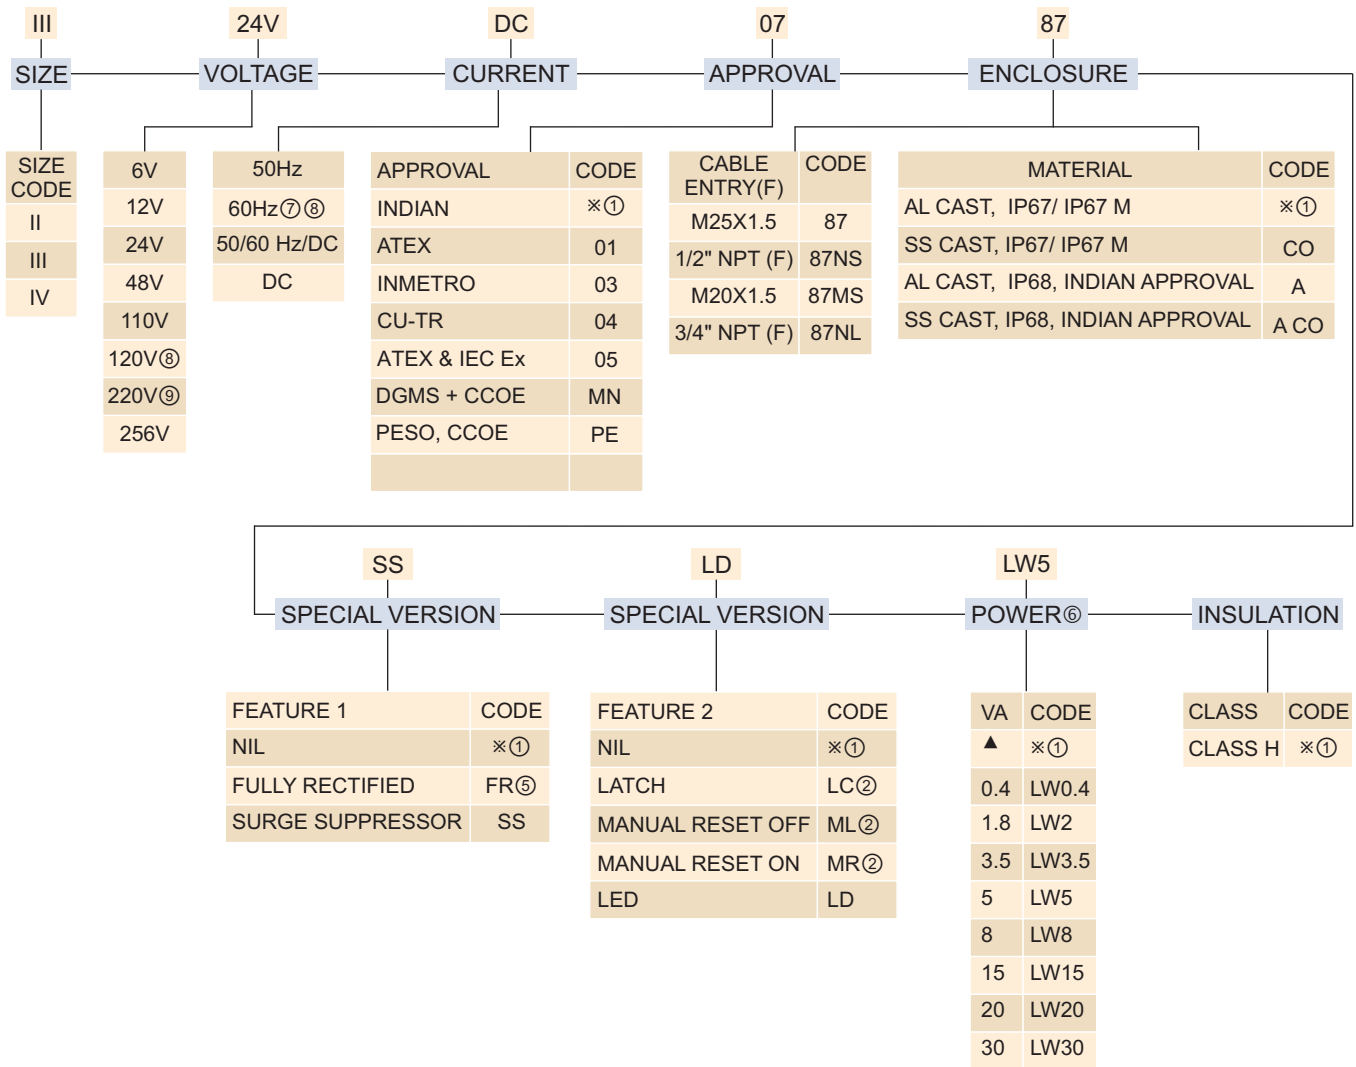 III 24V DC 07 87
SIZE VOLTAGE CURRENT APPROVAL ENCLOSURE
SIZE CODE
II
III
IV
6V
12V
24V
48V
110V
120V⑧
220V⑨
256V
50Hz
60Hz⑦⑧
50/60 Hz/DC
DC
APPROVAL CODE
INDIAN ※①
ATEX 01
INMETRO 03
CU-TR 04
ATEX & IEC Ex 05
DGMS + CCOE MN
PESO, CCOE PE
CABLE ENTRY(F) CODE
M25X1.5 87
1/2" NPT (F) 87NS
M20X1.5 87MS
3/4" NPT (F) 87NL
MATERIAL CODE
AL CAST, IP67/ IP67 M ※①
SS CAST, IP67/ IP67 M CO
AL CAST, IP68, INDIAN APPROVAL A
SS CAST, IP68, INDIAN APPROVAL A CO
SS LD LW5
SPECIAL VERSION SPECIAL VERSION POWER⑥ INSULATION
FEATURE 1 CODE
NIL ※①
FULLY RECTIFIED FR⑤
SURGE SUPPRESSOR SS
FEATURE 2 CODE
NIL ※①
LATCH LC②
MANUAL RESET OFF ML②
MANUAL RESET ON MR②
LED LD
VA CODE
▲ ※①
0.4 LW0.4
1.8 LW2
3.5 LW3.5
5 LW5
8 LW8
15 LW15
20 LW20
30 LW30
CLASS CODE
CLASS H ※①